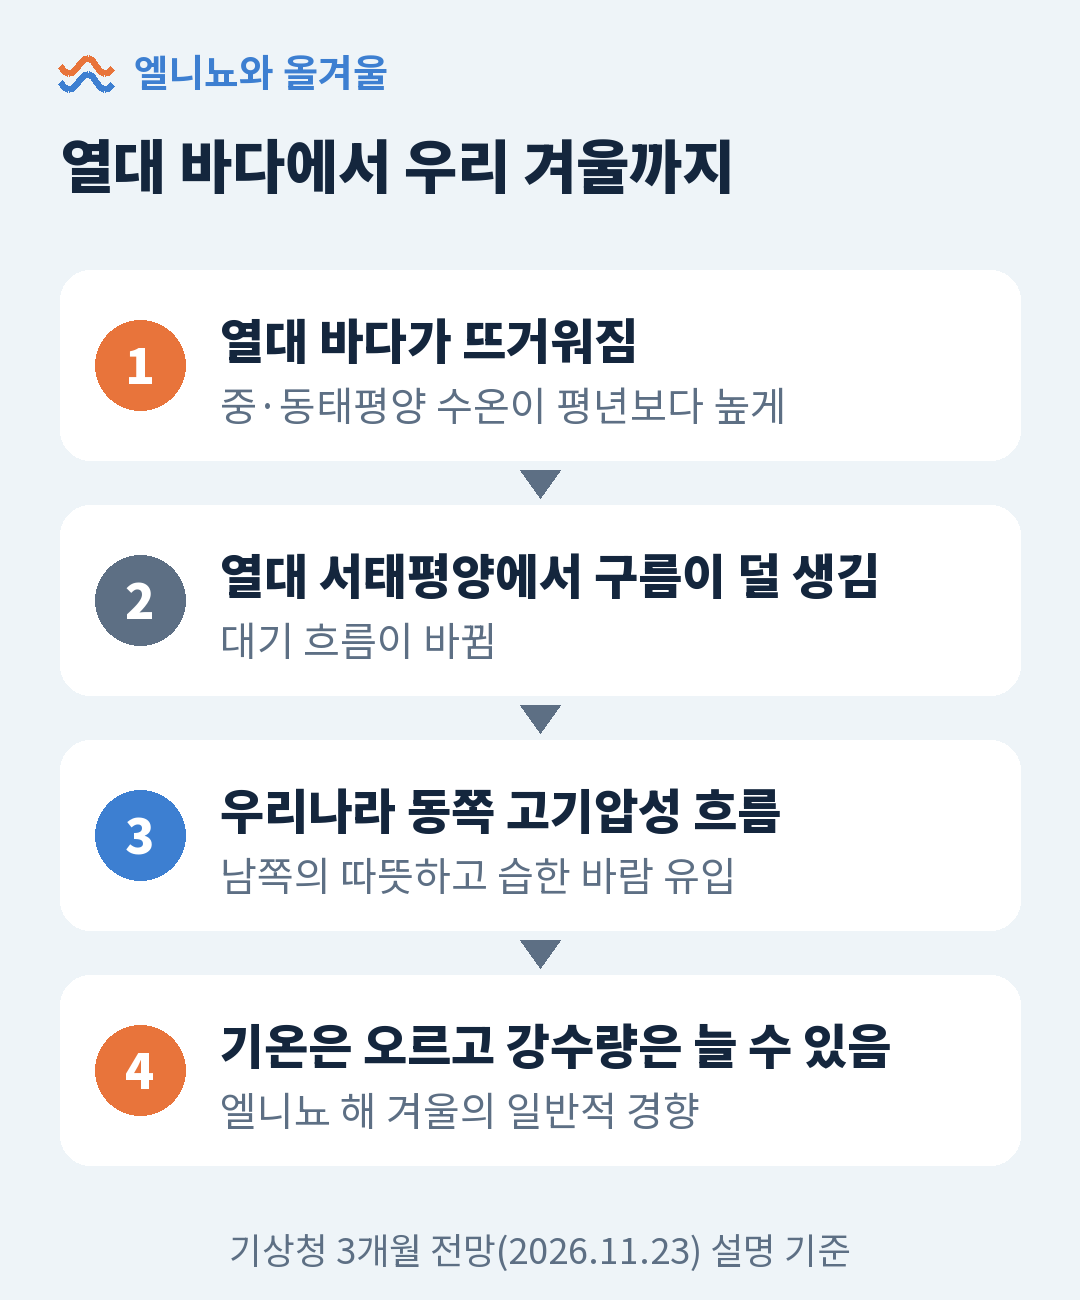 엘니뇨와 올겨울
열대 바다에서 우리 겨울까지
1
열대 바다가 뜨거워짐
중·동태평양 수온이 평년보다 높게
2
열대 서태평양에서 구름이 덜 생김
대기 흐름이 바뀜
3
우리나라 동쪽 고기압성 흐름
남쪽의 따뜻하고 습한 바람 유입
4
기온은 오르고 강수량은 늘 수 있음
엘니뇨 해 겨울의 일반적 경향
기상청 3개월 전망(2026.11.23) 설명 기준